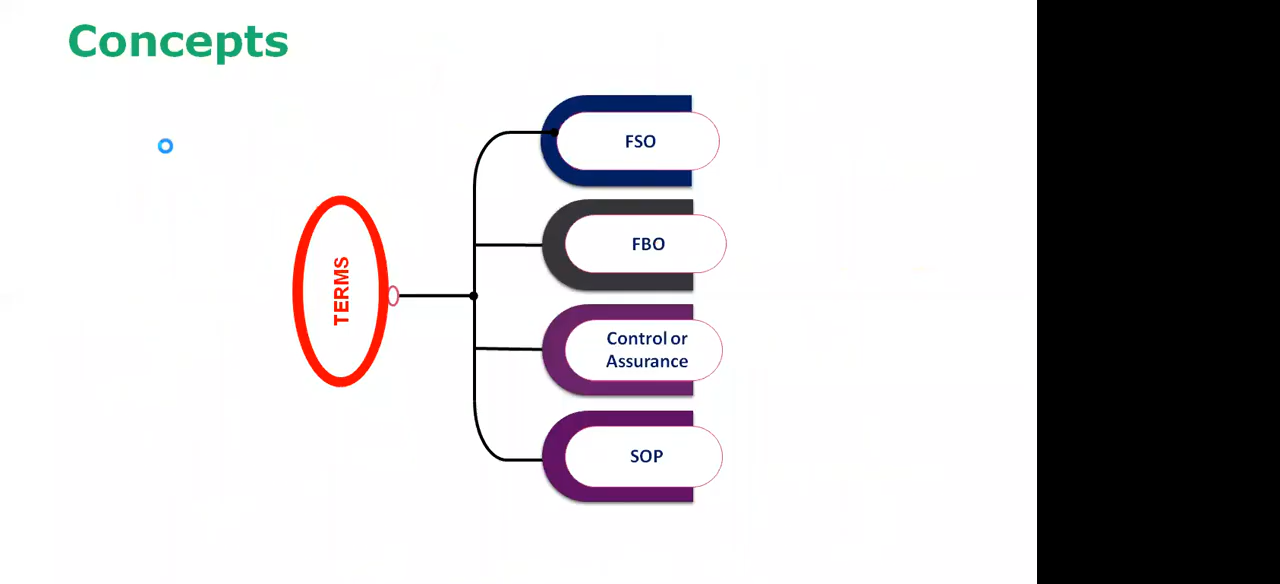 Concepts
TERMS
FSO
FBO
Control or
Assurance
SOP